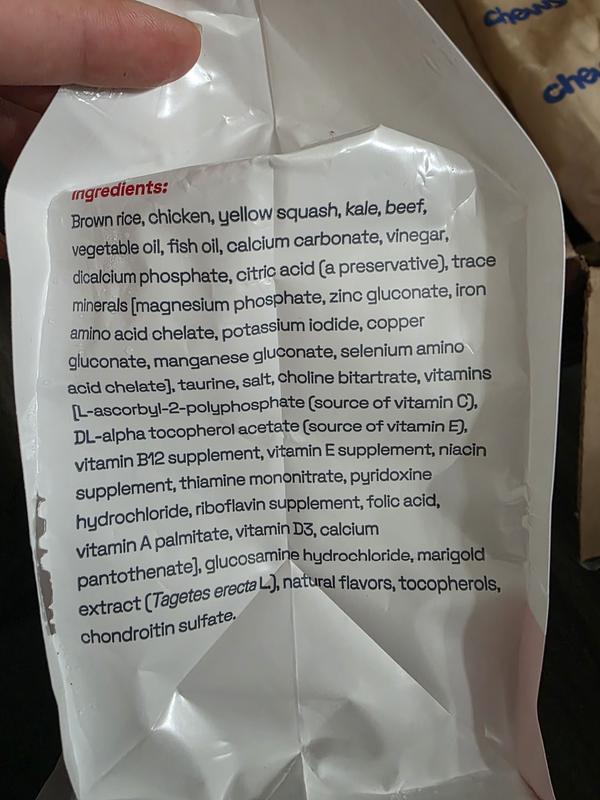 chews
chew
Ingredients:
Brown rice, chicken, yellow squash, kale, beef,
vegetable oil, fish oil, calcium carbonate, vinegar,
dicalcium phosphate, citric acid (a preservative), trace
minerals [magnesium phosphate, zinc gluconate, iron
amino acid chelate, potassium iodide, copper
gluconate, manganese gluconate, selenium amino
acid chelate], taurine, salt, choline bitartrate, vitamins
[L-ascorbyl-2-polyphosphate (source of vitamin C),
DL-alpha tocopherol acetate (source of vitamin E),
vitamin B12 supplement, vitamin E supplement, niacin
supplement, thiamine mononitrate, pyridoxine
hydrochloride, riboflavin supplement, folic acid,
vitamin A palmitate, vitamin D3, calcium
pantothenate], glucosamine hydrochloride, marigold
extract (Tagetes erecta L.), natural flavors, tocopherols,
chondroitin sulfate.